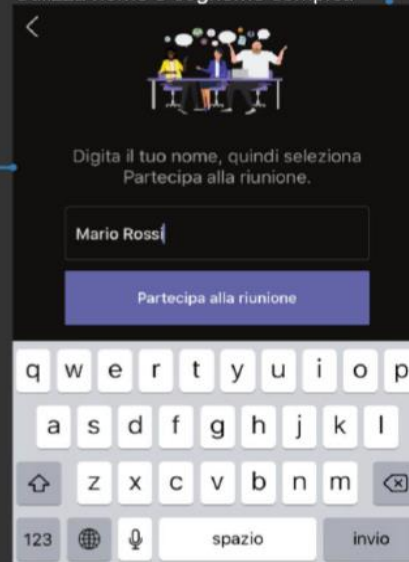 Digita il tuo nome, quindi seleziona
Partecipa alla riunione.
Mario Rossi
Partecipa alla riunione
q w e r t y u i o p
a s d f g h j k l
z x c v b n m
123 spazio invio